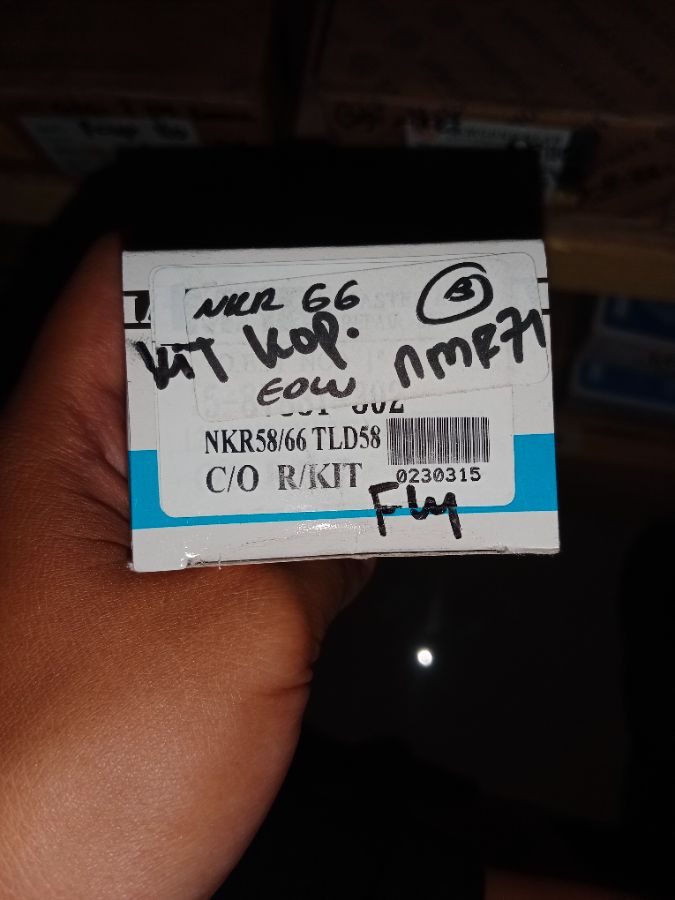 NKR 66 B
KIT Kop. NMR71
EOW
NKR58/66 TLD58
C/O R/KIT 0230315
Fly